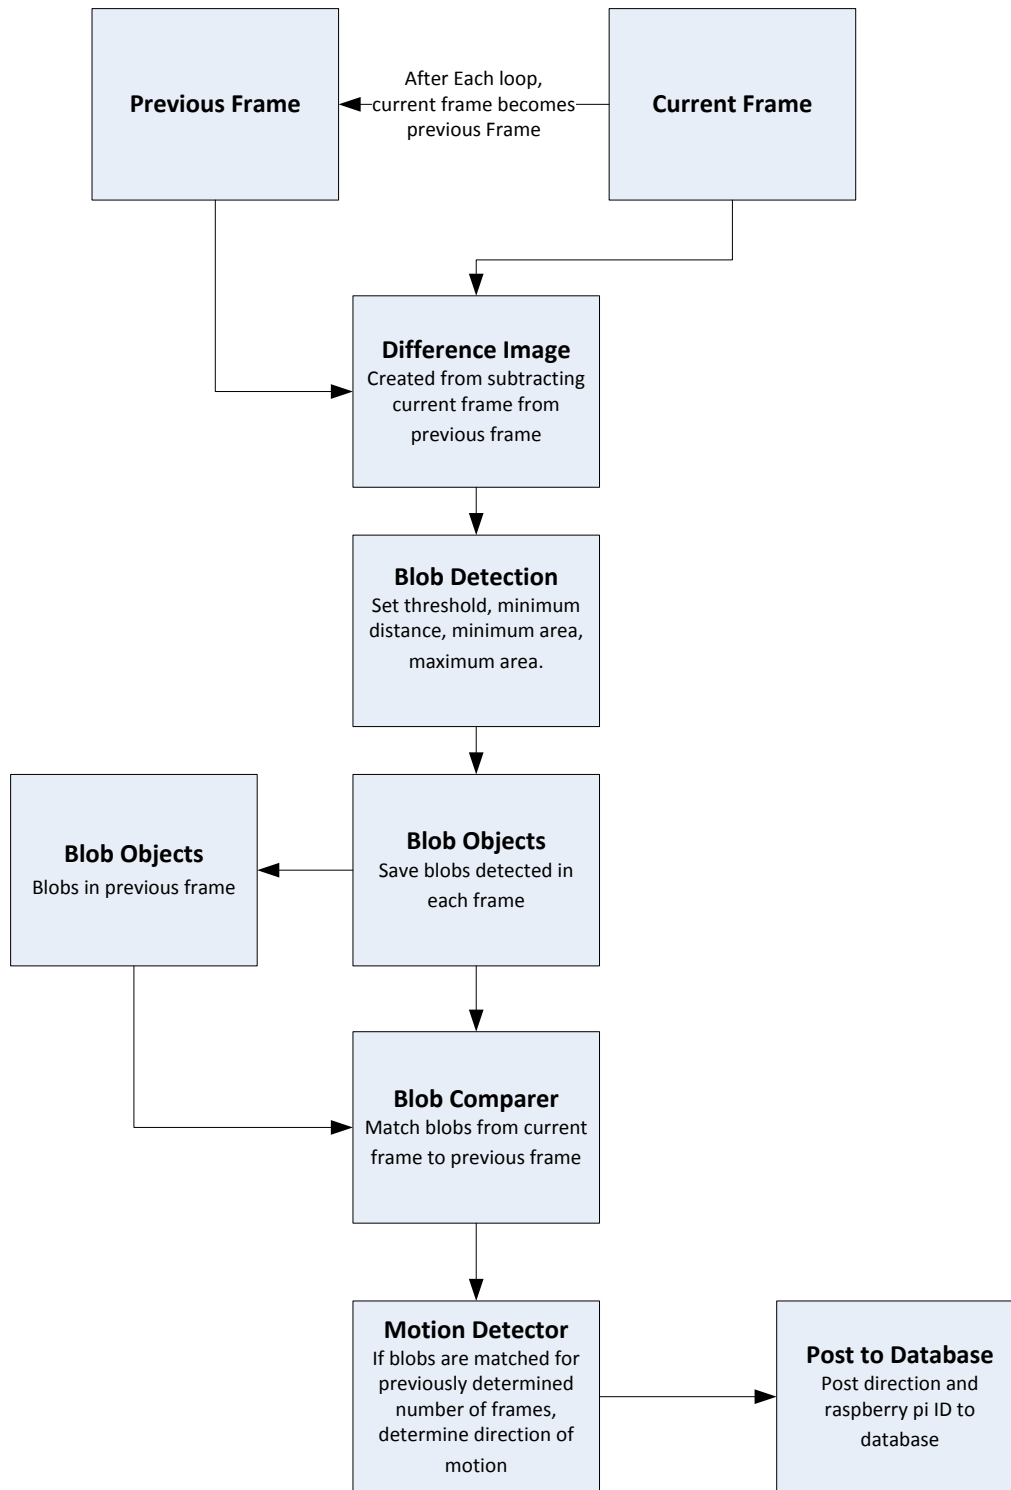 Previous Frame
After Each loop,
current frame becomes
previous Frame
Current Frame
Difference Image
Created from subtracting
current frame from
previous frame
Blob Detection
Set threshold, minimum
distance, minimum area,
maximum area.
Blob Objects
Blobs in previous frame
Blob Objects
Save blobs detected in
each frame
Blob Comparer
Match blobs from current
frame to previous frame
Motion Detector
If blobs are matched for
previously determined
number of frames,
determine direction of
motion
Post to Database
Post direction and
raspberry pi ID to
database